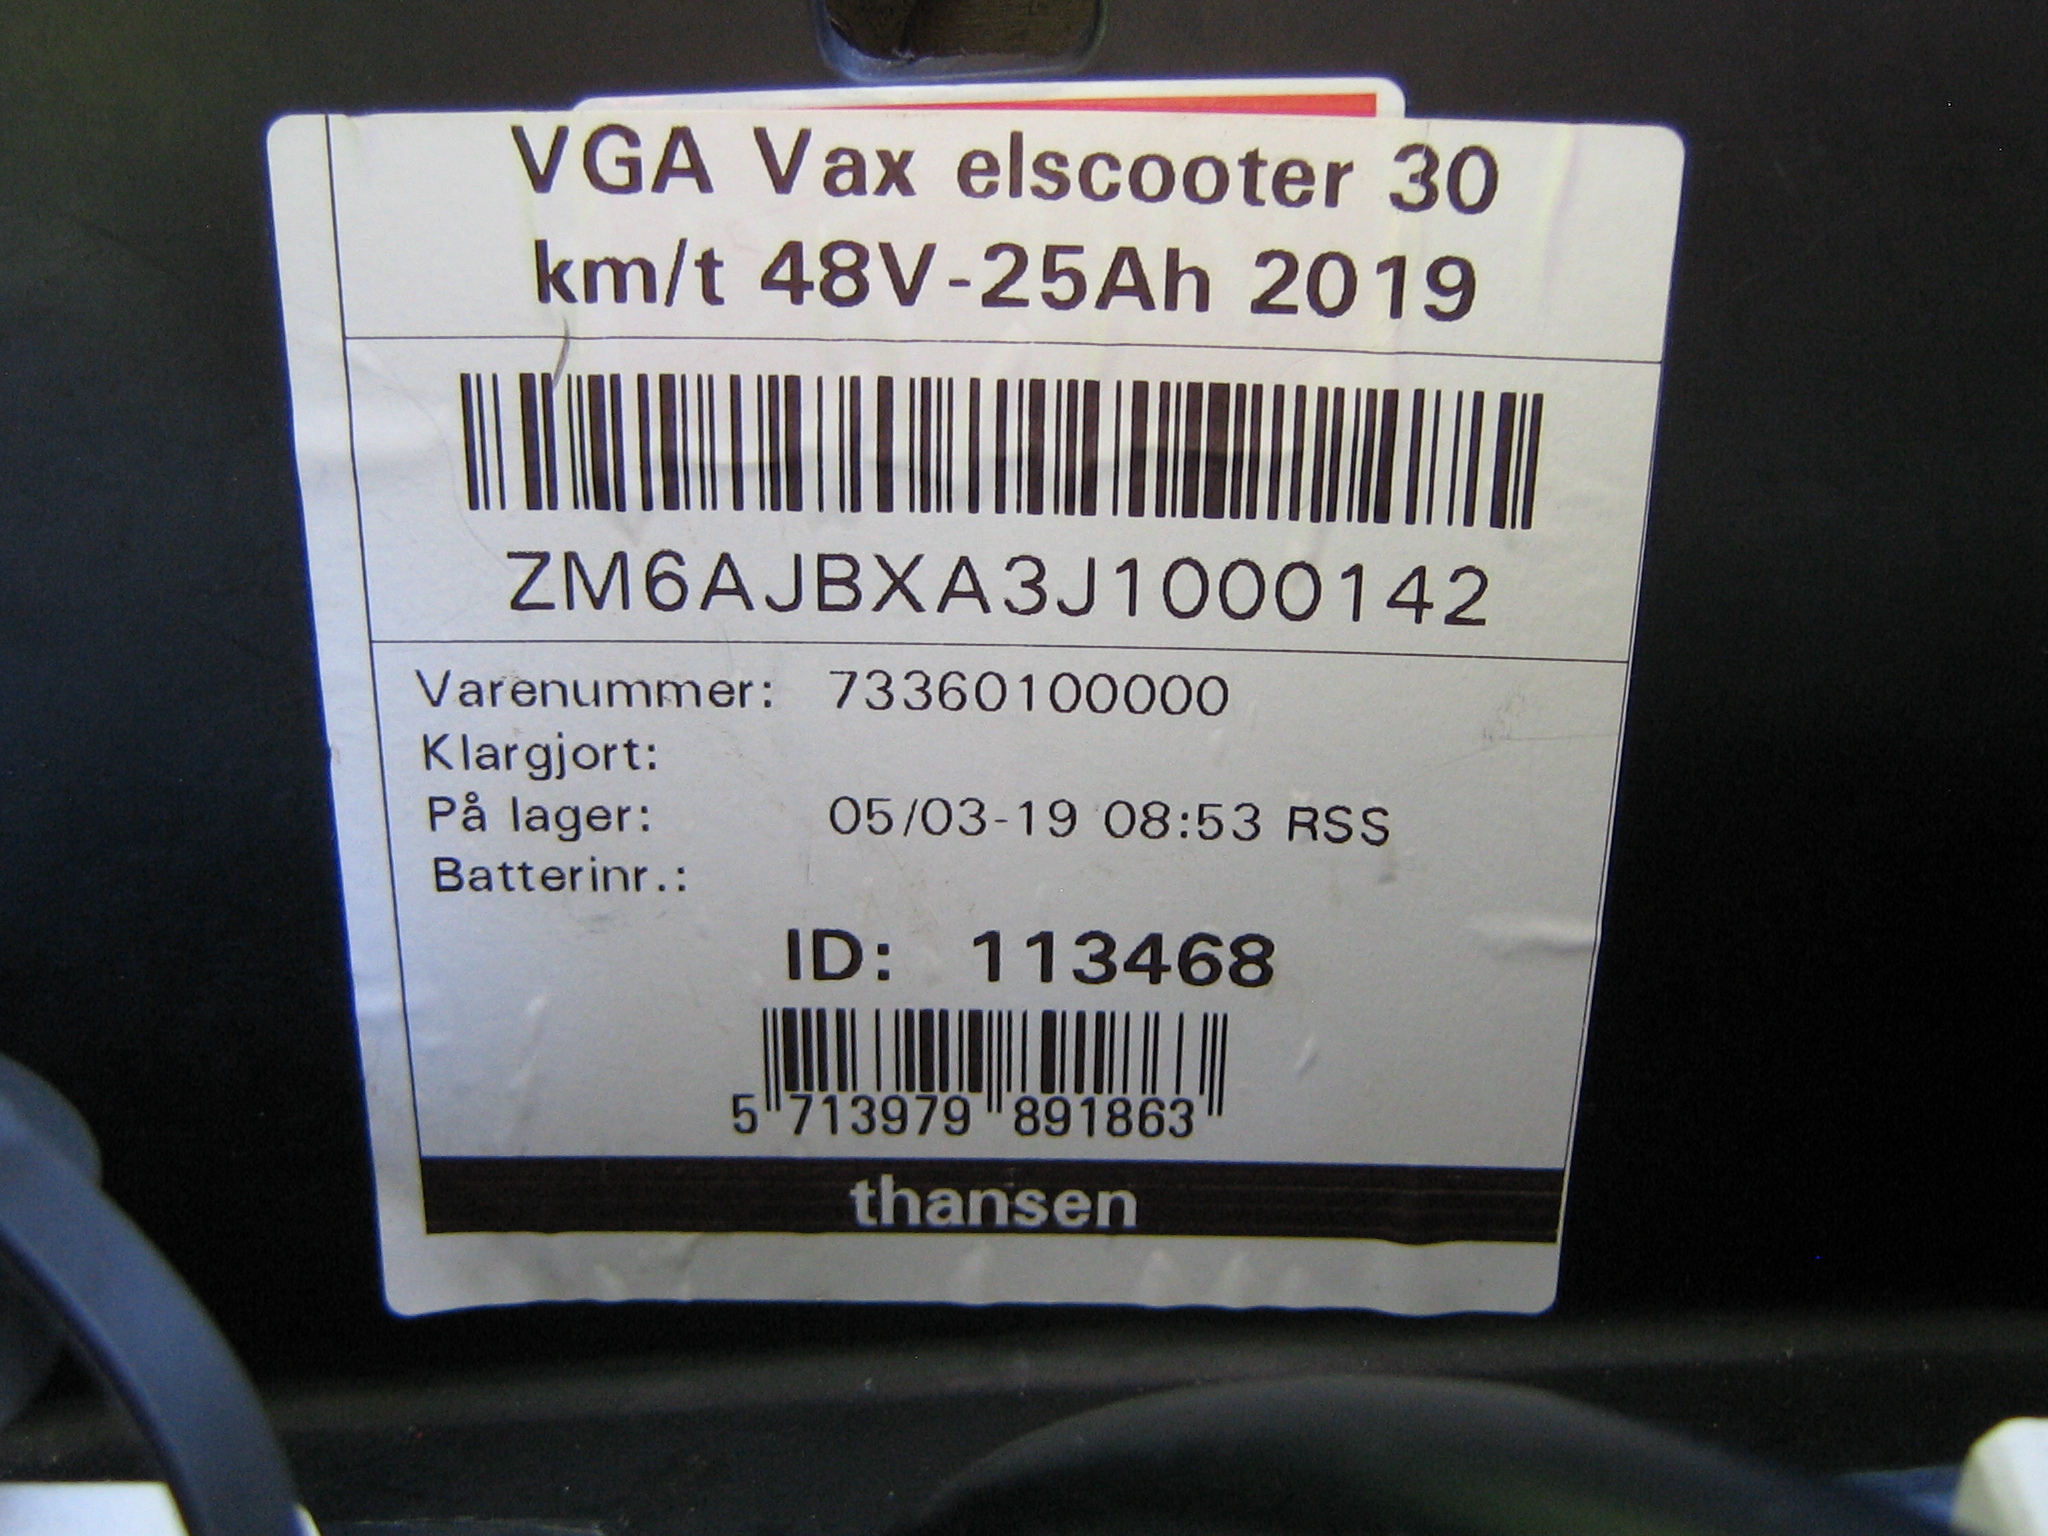 VGA Vax elscooter 30
km/t 48V-25Ah 2019
ZM6AJBXA3J1000142
Varenummer: 73360100000
Klargjort:
På lager: 05/03-19 08:53 RSS
Batterinr.:
ID: 113468
5 713979 891863
thansen